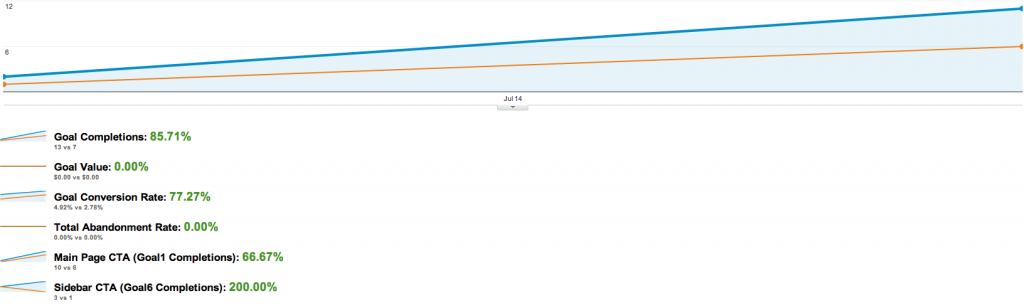 12
6
Jul 14
Goal Completions: 85.71%
13 vs 7
Goal Value: 0.00%
$0.00 vs $0.00
Goal Conversion Rate: 77.27%
4.92% vs 2.78%
Total Abandonment Rate: 0.00%
0.00% vs 0.00%
Main Page CTA (Goal1 Completions): 66.67%
10 vs 6
Sidebar CTA (Goal6 Completions): 200.00%
3 vs 1